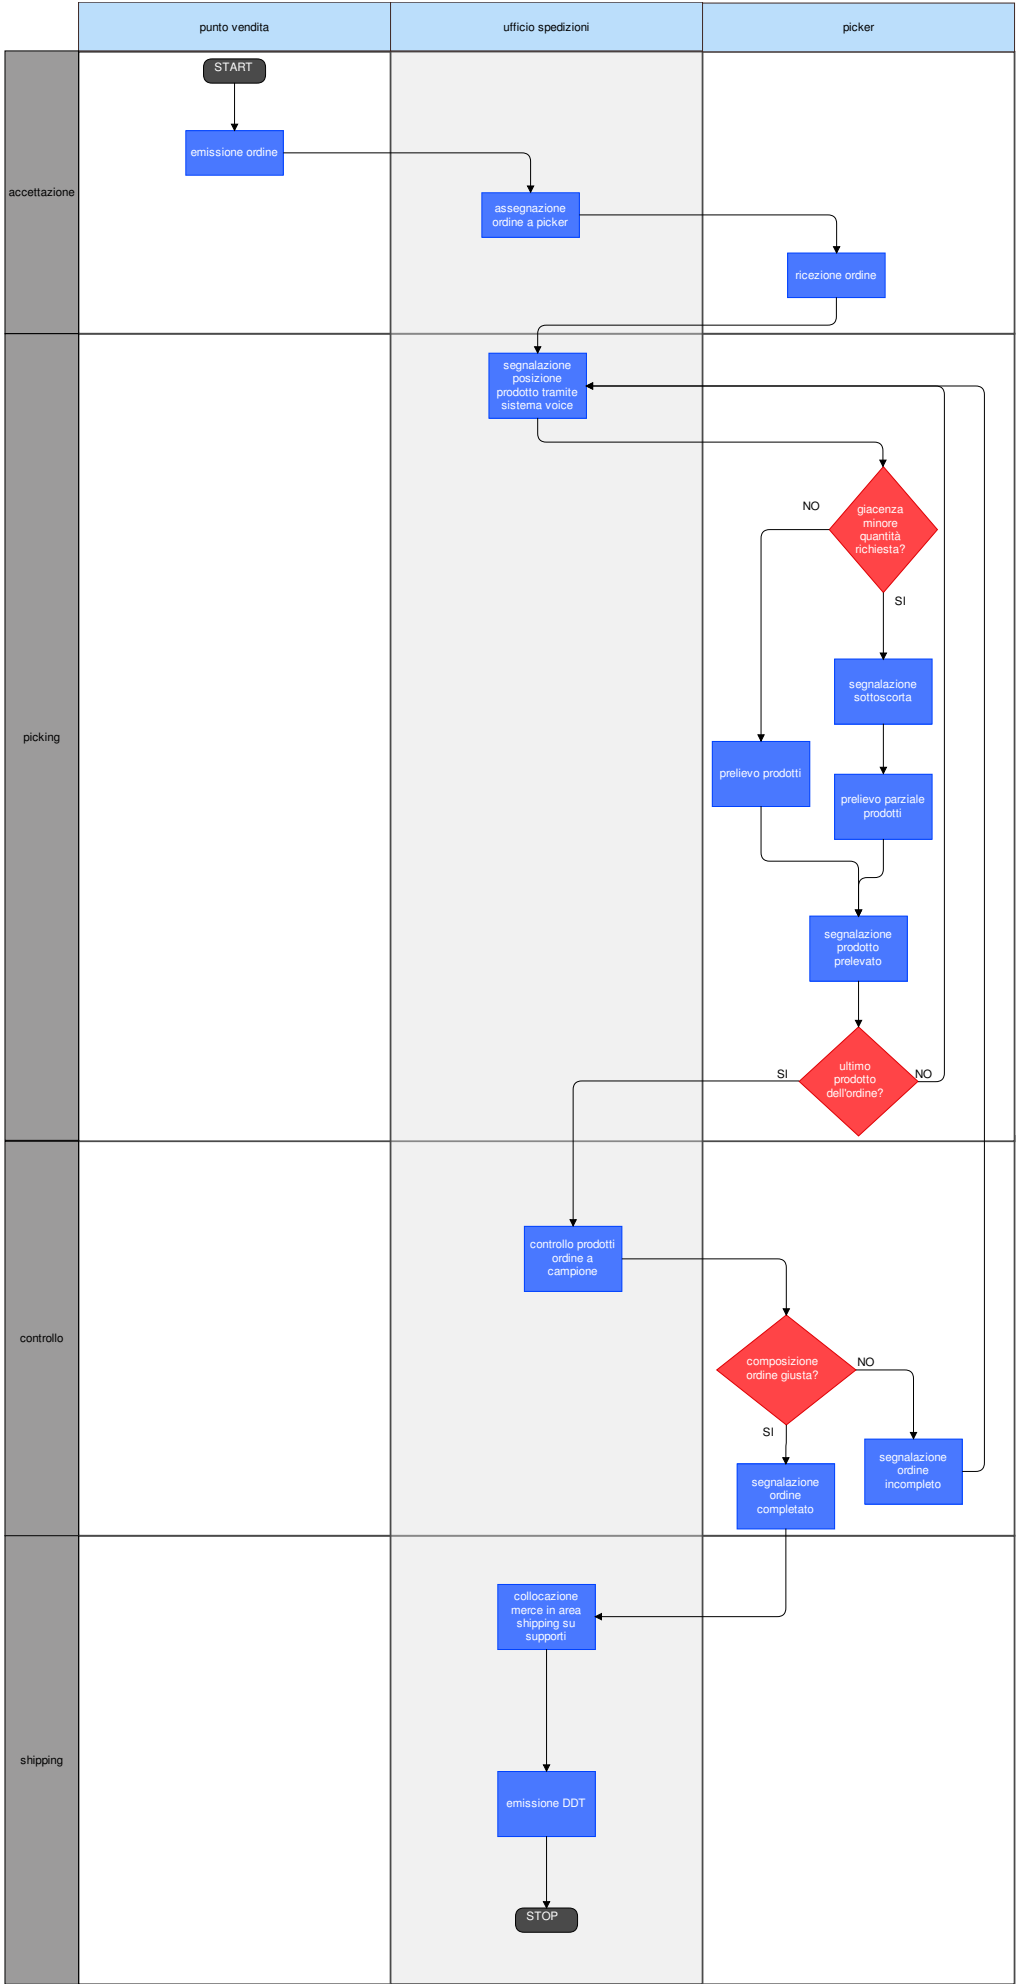 punto vendita
ufficio spedizioni
picker
START
emissione ordine
accettazione
assegnazione
ordine a picker
ricezione ordine
segnalazione
posizione
prodotto tramite
sistema voice
NO
giacenza
minore
quantità
richiesta?
SI
segnalazione
sottoscorta
picking
prelievo prodotti
prelievo parziale
prodotti
segnalazione
prodotto
prelevato
SI
ultimo
prodotto
dell'ordine?
NO
controllo prodotti
ordine a
campione
controllo
composizione
ordine giusta?
NO
SI
segnalazione
ordine
incompleto
segnalazione
ordine
completato
collocazione
merce in area
shipping su
supporti
shipping
emissione DDT
STOP